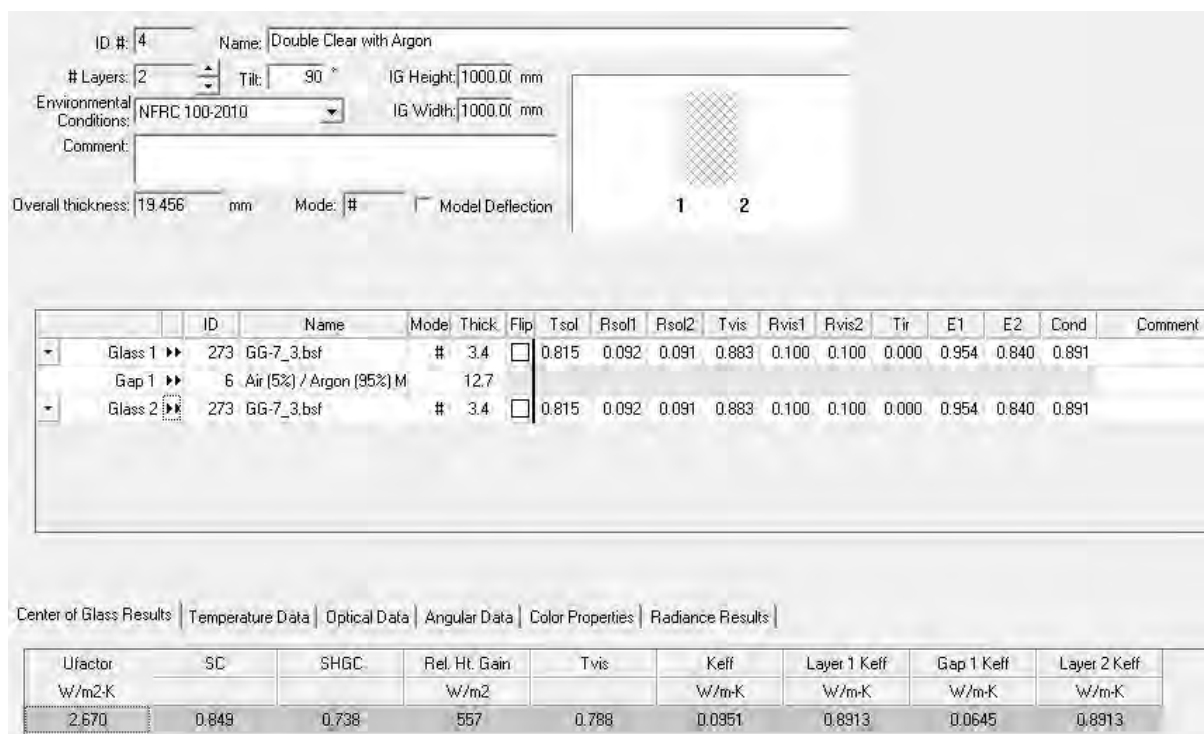 ID #: 4 Name: Double Clear with Argon
# Layers: 2 Tilt: 90 ° IG Height: 1000.00 mm
Environmental Conditions: NFRC 100-2010 IG Width: 1000.00 mm
Comment:
Overall thickness: 19.456 mm Mode: # Model Deflection
1 2
ID Name Mode Thick Flip Tsol Rsol1 Rsol2 Tvis Rvis1 Rvis2 Tir E1 E2 Cond Comment
Glass 1 ▸▸ 273 GG-7_3.bsf # 3.4 0.815 0.092 0.091 0.883 0.100 0.100 0.000 0.954 0.840 0.891
Gap 1 ▸▸ 6 Air (5%) / Argon (95%) M 12.7
Glass 2 ▸▸ 273 GG-7_3.bsf # 3.4 0.815 0.092 0.091 0.883 0.100 0.100 0.000 0.954 0.840 0.891
Center of Glass Results Temperature Data Optical Data Angular Data Color Properties Radiance Results
Ufactor SC SHGC Rel. Ht. Gain Tvis Keff Layer 1 Keff Gap 1 Keff Layer 2 Keff
W/m2-K W/m2 W/m-K W/m-K W/m-K W/m-K
2.670 0.849 0.738 557 0.788 0.0951 0.8913 0.0645 0.8913